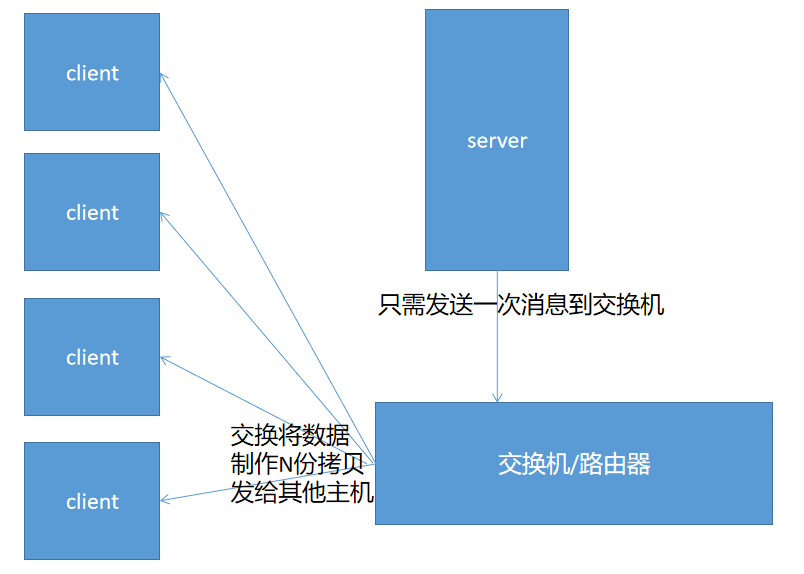 client
server
client
只需发送一次消息到交换机
client
交换将数据
制作N份拷贝
发给其他主机
交换机/路由器
client